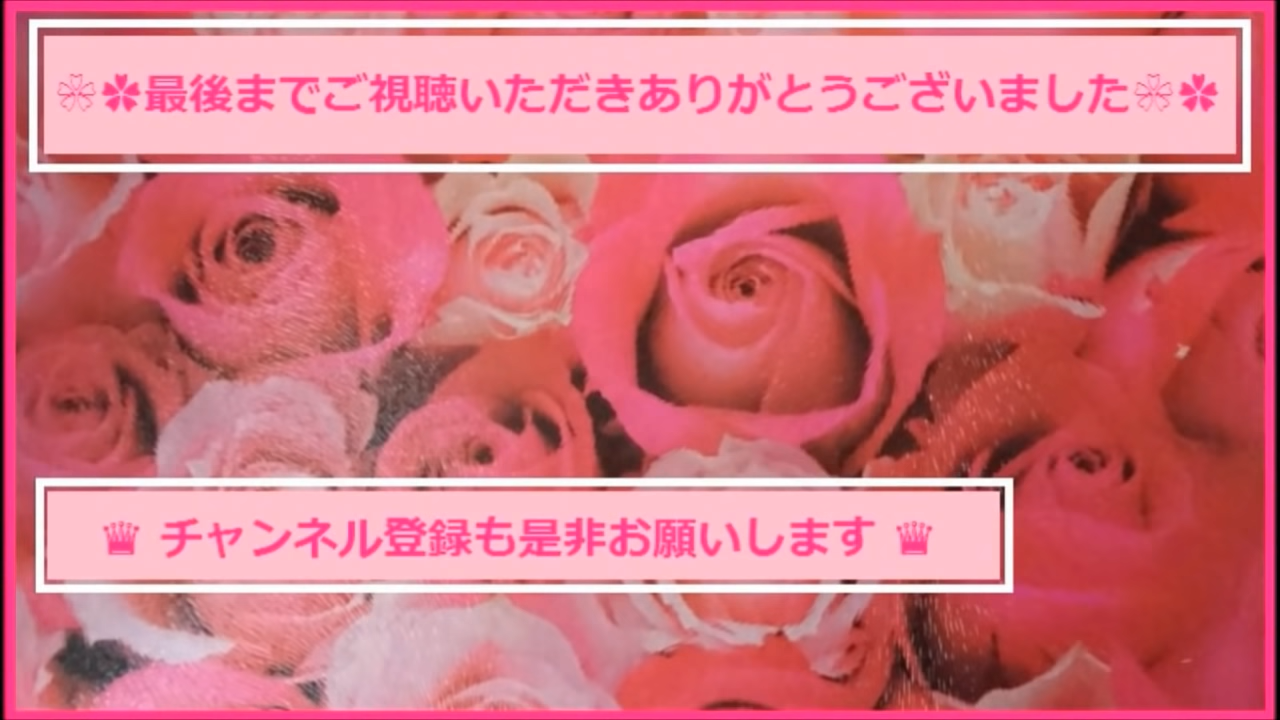 ❀✿最後までご視聴いただきありがとうございました❀✿
♛ チャンネル登録も是非お願いします ♛